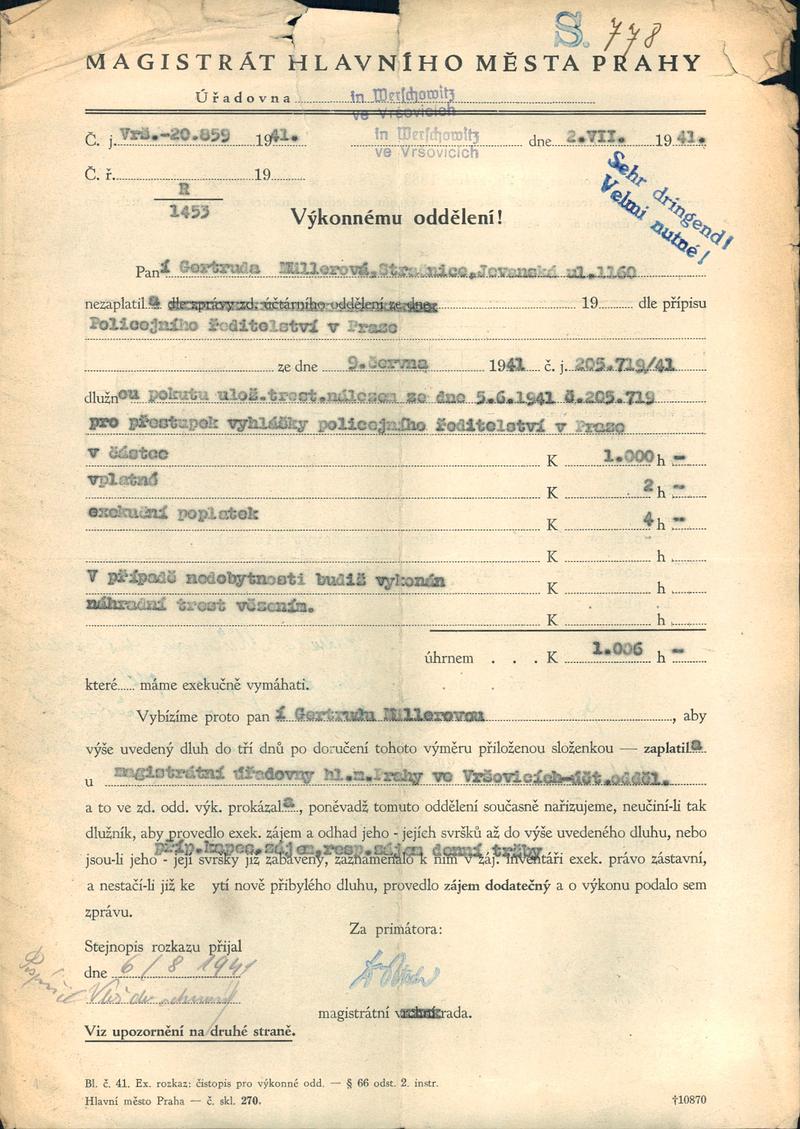 S. 778
MAGISTRÁT HLAVNÍHO MĚSTA PRAHY
Úřadovna in Werschowitz
ve Vršovicích
Č. j. Vrš.-20.859 1941. in Werschowitz dne 2.VII. 1941.
ve Vršovicích
Č. ř. 19
R
1453
Sehr dringend!
Velmi nutné!
Výkonnému oddělení!
Paní Gertruda Millerová,Strašnice,Jevanská ul.1160
nezaplatila dle zprávy zd. účtárního oddělení ze dne 19 dle přípisu
Policejního ředitelství v Praze
ze dne 9.června 1941 č. j. 205.719/41
dlužnou pokutu ulož.trest.nálezem ze dne 5.6.1941 č.205.719
pro přestupek vyhlášky policejního ředitelství v Praze
v částce K 1.000 h --
vplatné K 2 h --
exekuční poplatek K 4 h --
K h
V případě nedobytnosti budiž vykonán K h
náhradní trest vězením. K h
úhrnem . . . K 1.006 h --
které...... máme exekučně vymáhati.
Vybízíme proto paní Gertrudu Millerovou, aby
výše uvedený dluh do tří dnů po doručení tohoto výměru přiloženou složenkou — zaplatila
u magistrátní úřadovny hl.m.Prahy ve Vršovicích-účt.odděl.
a to ve zd. odd. výk. prokázala, poněvadž tomuto oddělení současně nařizujeme, neučiní-li tak
dlužník, aby provedlo exek. zájem a odhad jeho - jejích svršků až do výše uvedeného dluhu, nebo
příp.kapes.zájem,resp.zájem denní tržby
jsou-li jeho - její svršky již zabaveny, zaznamenalo k nim v záj. inventáři exek. právo zástavní,
a nestačí-li již ke ytí nově přibylého dluhu, provedlo zájem dodatečný a o výkonu podalo sem
zprávu.
Za primátora:
Stejnopis rozkazu přijal
dne 6/8 1941
magistrátní rada.
Viz upozornění na druhé straně.
Bl. č. 41. Ex. rozkaz: čistopis pro výkonné odd. — § 66 odst. 2. instr.
Hlavní město Praha — č. skl. 270. †10870